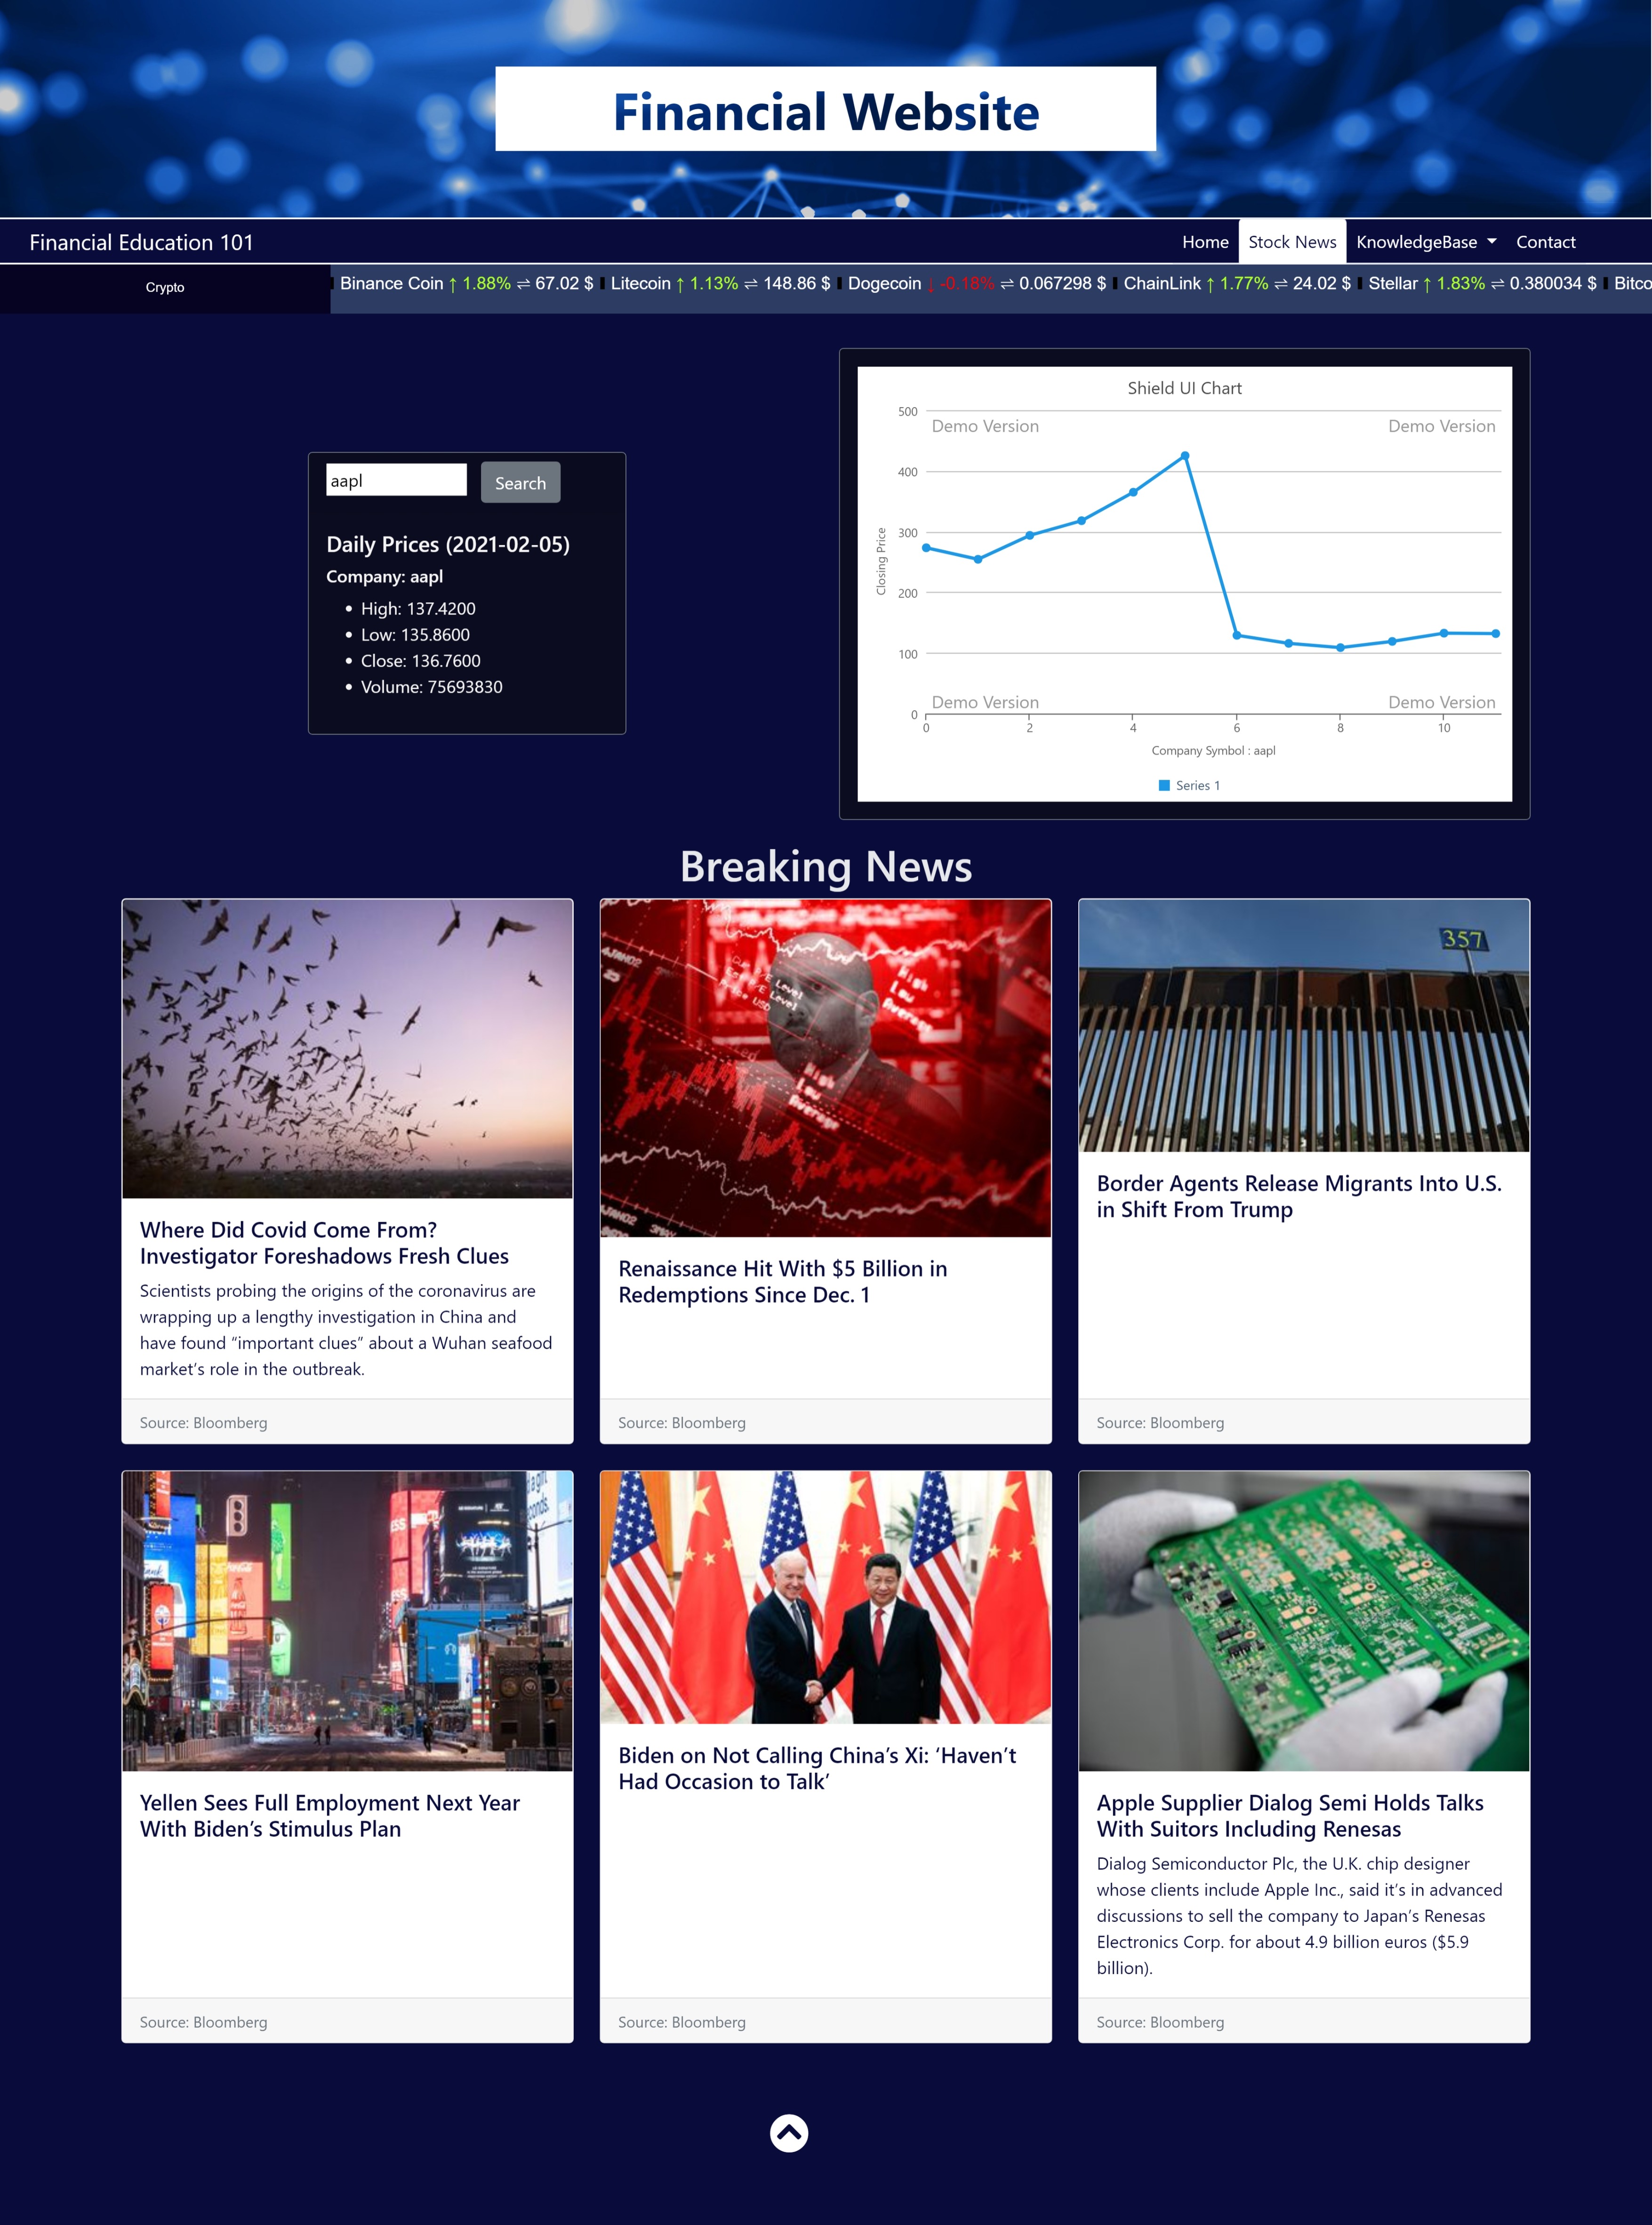 Financial Website
Financial Education 101
Home
Stock News
KnowledgeBase
Contact
Crypto
Binance Coin ↑ 1.88% ⇌ 67.02 $ Litecoin ↑ 1.13% ⇌ 148.86 $ Dogecoin ↓ -0.18% ⇌ 0.067298 $ ChainLink ↑ 1.77% ⇌ 24.02 $ Stellar ↑ 1.83% ⇌ 0.380034 $ Bitco
aapl
Search
Daily Prices (2021-02-05)
Company: aapl
• High: 137.4200
• Low: 135.8600
• Close: 136.7600
• Volume: 75693830
Shield UI Chart
500
Demo Version
Demo Version
400
300
Closing Price
200
100
Demo Version
Demo Version
0
0 2 4 6 8 10
Company Symbol : aapl
Series 1
Breaking News
Where Did Covid Come From?
Investigator Foreshadows Fresh Clues
Scientists probing the origins of the coronavirus are
wrapping up a lengthy investigation in China and
have found “important clues” about a Wuhan seafood
market’s role in the outbreak.
Source: Bloomberg
High
Low
Average
High
Low
Average
Renaissance Hit With $5 Billion in
Redemptions Since Dec. 1
Source: Bloomberg
357
Border Agents Release Migrants Into U.S.
in Shift From Trump
Source: Bloomberg
Yellen Sees Full Employment Next Year
With Biden’s Stimulus Plan
Source: Bloomberg
Biden on Not Calling China’s Xi: ‘Haven’t
Had Occasion to Talk’
Source: Bloomberg
Apple Supplier Dialog Semi Holds Talks
With Suitors Including Renesas
Dialog Semiconductor Plc, the U.K. chip designer
whose clients include Apple Inc., said it’s in advanced
discussions to sell the company to Japan’s Renesas
Electronics Corp. for about 4.9 billion euros ($5.9
billion).
Source: Bloomberg